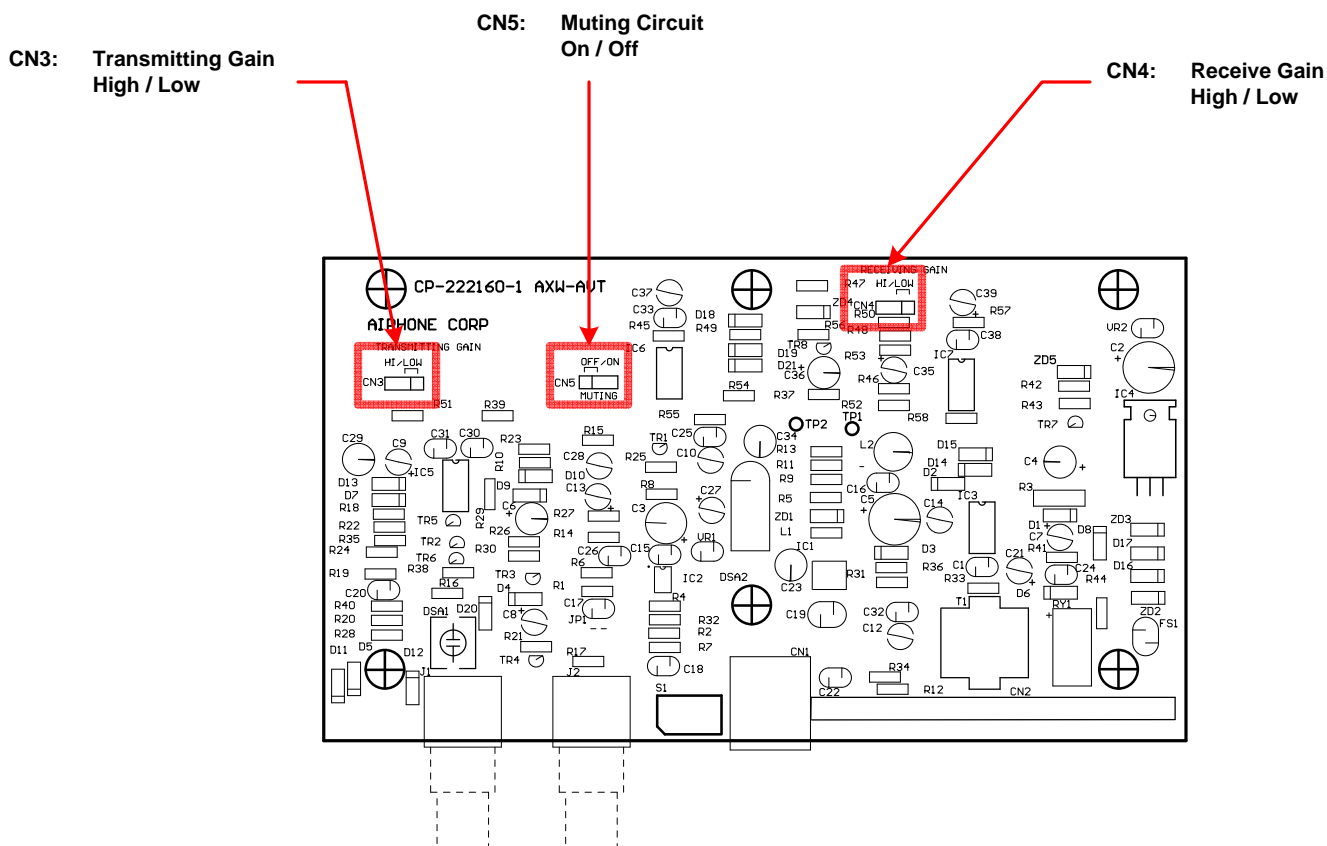 CN5: Muting Circuit
On / Off
CN3: Transmitting Gain
High / Low
CN4: Receive Gain
High / Low
CP-222160-1 AXW-AVT
AIPHONE CORP
TRANSMITTING GAIN
HI/LOW
CN3
OFF/ON
CN5
MUTING
RECEIVING GAIN
HI/LOW
CN4
C37
C33
R45
IC6
D18
R49
R47
ZD4
R50
R56
R48
TR8
D19
D21
C36
R53
R46
C35
IC7
C39
R57
C38
VR2
C2
ZD5
R42
R43
IC4
TR7
R51
R39
R55
R54
R37
R52
R58
TP2
TP1
C29
C9
C31
C30
IC5
R23
R10
R15
C28
D10
C13
TR1
R25
C25
C10
C34
R13
R11
R9
R5
ZD1
L1
L2
-
C16
C5
C14
D15
D14
D2
IC3
C4
+
R3
D13
D7
R18
R22
R35
R24
TR5
TR2
TR6
R38
R29
D9
C6
R26
R30
R27
R14
R8
C3
C27
C26
R6
C15
VR1
IC1
D1
C7
R41
D8
ZD3
D17
D16
R19
C20
R40
R20
R28
R16
DSA1
D20
TR3
D4
C8
R21
TR4
R1
C17
JP1
R17
IC2
R4
R32
R2
R7
C18
DSA2
C23
R31
D3
R36
C19
C32
C12
C1
R33
T1
C21
D6
C24
R44
RY1
ZD2
FS1
D11
D5
D12
J1
J2
S1
CN1
C22
R34
R12
CN2